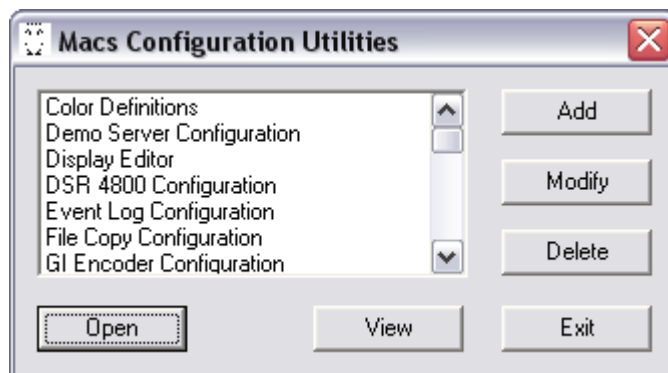 Macs Configuration Utilities
Color Definitions
Demo Server Configuration
Display Editor
DSR 4800 Configuration
Event Log Configuration
File Copy Configuration
GI Encoder Configuration
Add
Modify
Delete
Open
View
Exit